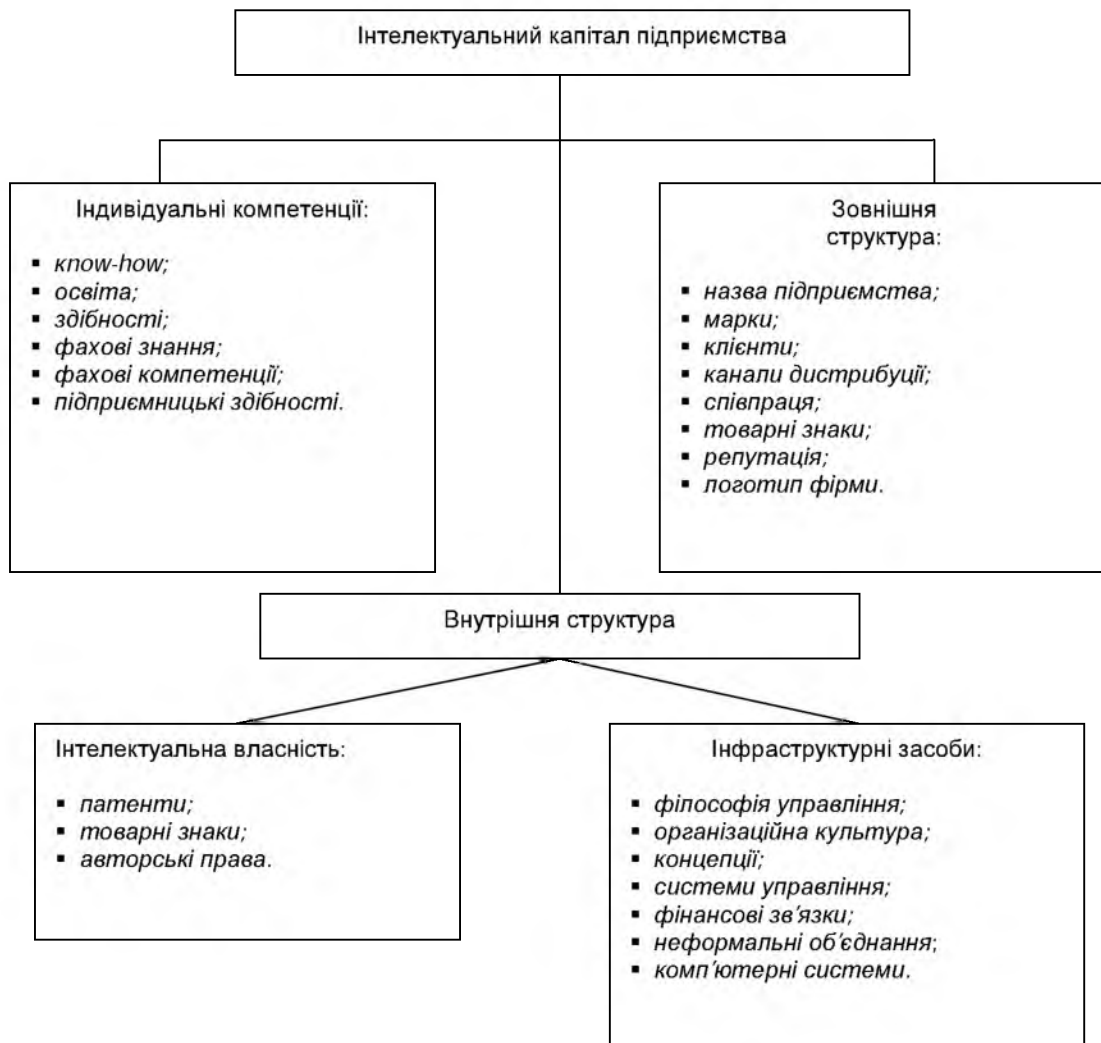 Інтелектуальний капітал підприємства
Індивідуальні компетенції:
▪ кnow-how;
▪ освіта;
▪ здібності;
▪ фахові знання;
▪ фахові компетенції;
▪ підприємницькі здібності.
Зовнішня
структура:
▪ назва підприємства;
▪ марки;
▪ клієнти;
▪ канали дистрибуції;
▪ співпраця;
▪ товарні знаки;
▪ репутація;
▪ логотип фірми.
Внутрішня структура
Інтелектуальна власність:
▪ патенти;
▪ товарні знаки;
▪ авторські права.
Інфраструктурні засоби:
▪ філософія управління;
▪ організаційна культура;
▪ концепції;
▪ системи управління;
▪ фінансові зв’язки;
▪ неформальні об’єднання;
▪ комп’ютерні системи.